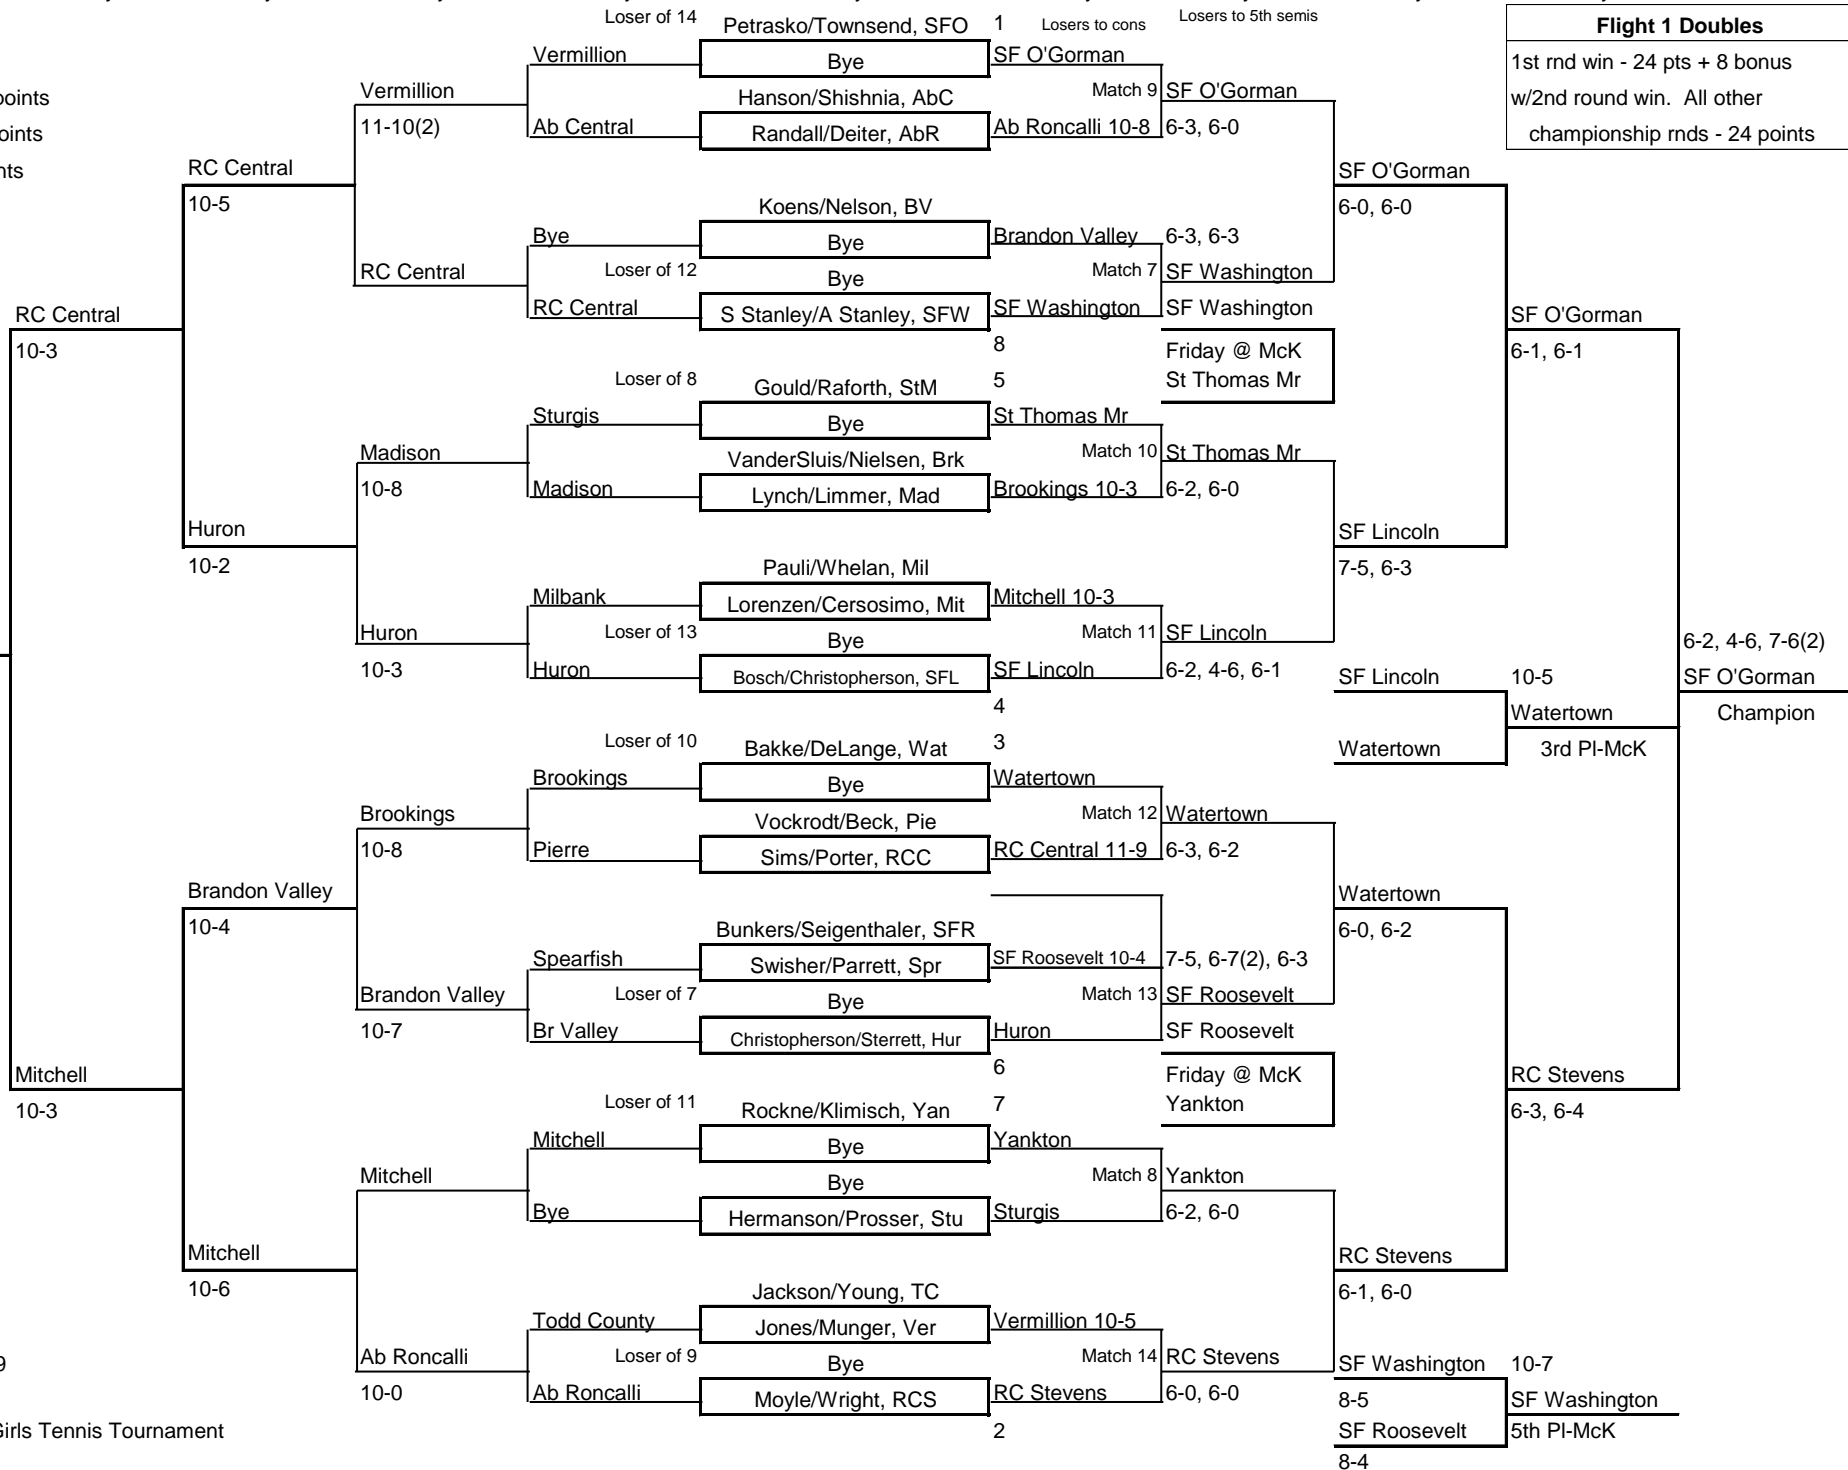 Loser of 14
Petrasko/Townsend, SFO
1
Losers to cons
Losers to 5th semis
Flight 1 Doubles
Vermillion
Bye
SF O'Gorman
1st rnd win - 24 pts + 8 bonus
points
Vermillion
Hanson/Shishnia, AbC
Match 9
SF O'Gorman
w/2nd round win. All other
oints
11-10(2)
Ab Central
Randall/Deiter, AbR
Ab Roncalli 10-8
6-3, 6-0
championship rnds - 24 points
nts
RC Central
SF O'Gorman
10-5
Koens/Nelson, BV
6-0, 6-0
Bye
Bye
Brandon Valley
6-3, 6-3
RC Central
Loser of 12
Bye
Match 7
SF Washington
RC Central
RC Central
S Stanley/A Stanley, SFW
SF Washington
SF Washington
SF O'Gorman
10-3
8
Friday @ McK
6-1, 6-1
Loser of 8
Gould/Raforth, StM
5
St Thomas Mr
Sturgis
Bye
St Thomas Mr
Madison
VanderSluis/Nielsen, Brk
Match 10
St Thomas Mr
10-8
Madison
Lynch/Limmer, Mad
Brookings 10-3
6-2, 6-0
Huron
SF Lincoln
10-2
Pauli/Whelan, Mil
7-5, 6-3
Milbank
Lorenzen/Cersosimo, Mit
Mitchell 10-3
Huron
Loser of 13
Bye
Match 11
SF Lincoln
6-2, 4-6, 7-6(2)
10-3
Huron
Bosch/Christopherson, SFL
SF Lincoln
6-2, 4-6, 6-1
SF Lincoln
10-5
SF O'Gorman
4
Watertown
Champion
Loser of 10
Bakke/DeLange, Wat
3
Watertown
3rd Pl-McK
Brookings
Bye
Watertown
Brookings
Vockrodt/Beck, Pie
Match 12
Watertown
10-8
Pierre
Sims/Porter, RCC
RC Central 11-9
6-3, 6-2
Brandon Valley
Watertown
10-4
Bunkers/Seigenthaler, SFR
6-0, 6-2
Spearfish
Swisher/Parrett, Spr
SF Roosevelt 10-4
7-5, 6-7(2), 6-3
Brandon Valley
Loser of 7
Bye
Match 13
SF Roosevelt
10-7
Br Valley
Christopherson/Sterrett, Hur
Huron
SF Roosevelt
Mitchell
6
Friday @ McK
RC Stevens
10-3
Loser of 11
Rockne/Klimisch, Yan
7
Yankton
6-3, 6-4
Mitchell
Bye
Yankton
Mitchell
Bye
Match 8
Yankton
Bye
Hermanson/Prosser, Stu
Sturgis
6-2, 6-0
Mitchell
RC Stevens
10-6
Jackson/Young, TC
6-1, 6-0
Todd County
Jones/Munger, Ver
Vermillion 10-5
9
Ab Roncalli
Loser of 9
Bye
Match 14
RC Stevens
SF Washington
10-7
10-0
Ab Roncalli
Moyle/Wright, RCS
RC Stevens
6-0, 6-0
8-5
SF Washington
Girls Tennis Tournament
2
SF Roosevelt
5th Pl-McK
8-4